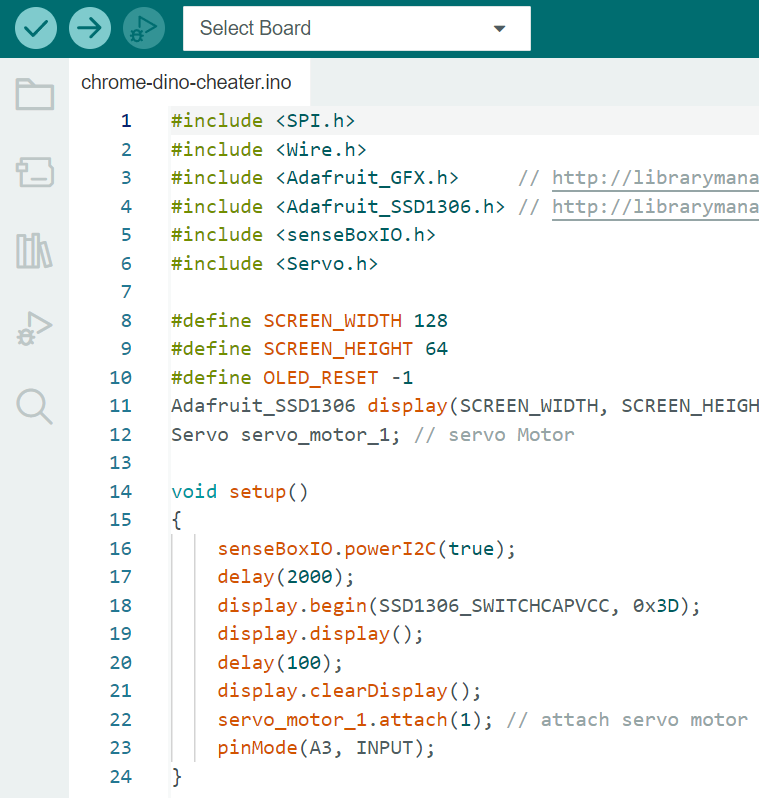 Select Board
chrome-dino-cheater.ino
1 #include <SPI.h>
2 #include <Wire.h>
3 #include <Adafruit_GFX.h> // http://librarymana
4 #include <Adafruit_SSD1306.h> // http://librarymana
5 #include <senseBoxIO.h>
6 #include <Servo.h>
7
8 #define SCREEN_WIDTH 128
9 #define SCREEN_HEIGHT 64
10 #define OLED_RESET -1
11 Adafruit_SSD1306 display(SCREEN_WIDTH, SCREEN_HEIGH
12 Servo servo_motor_1; // servo Motor
13
14 void setup()
15 {
16 senseBoxIO.powerI2C(true);
17 delay(2000);
18 display.begin(SSD1306_SWITCHCAPVCC, 0x3D);
19 display.display();
20 delay(100);
21 display.clearDisplay();
22 servo_motor_1.attach(1); // attach servo motor
23 pinMode(A3, INPUT);
24 }